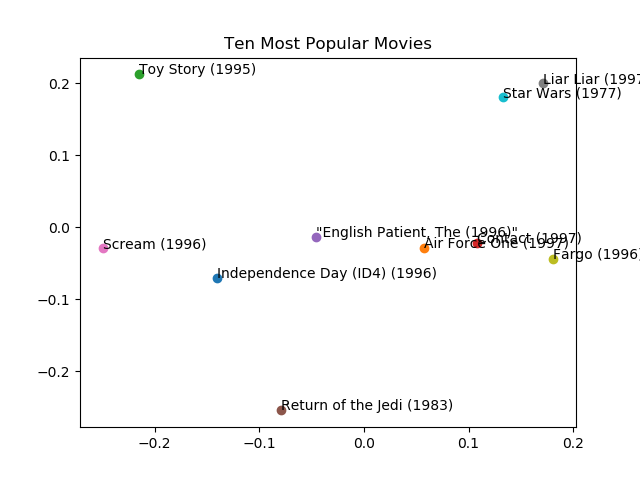 Ten Most Popular Movies
Toy Story (1995)
Liar Liar (1997
Star Wars (1977)
"English Patient, The (1996)"
Contact (1997)
Air Force One (1997)
Scream (1996)
Fargo (1996)
Independence Day (ID4) (1996)
Return of the Jedi (1983)
0.2
0.1
0.0
−0.1
−0.2
−0.2
−0.1
0.0
0.1
0.2